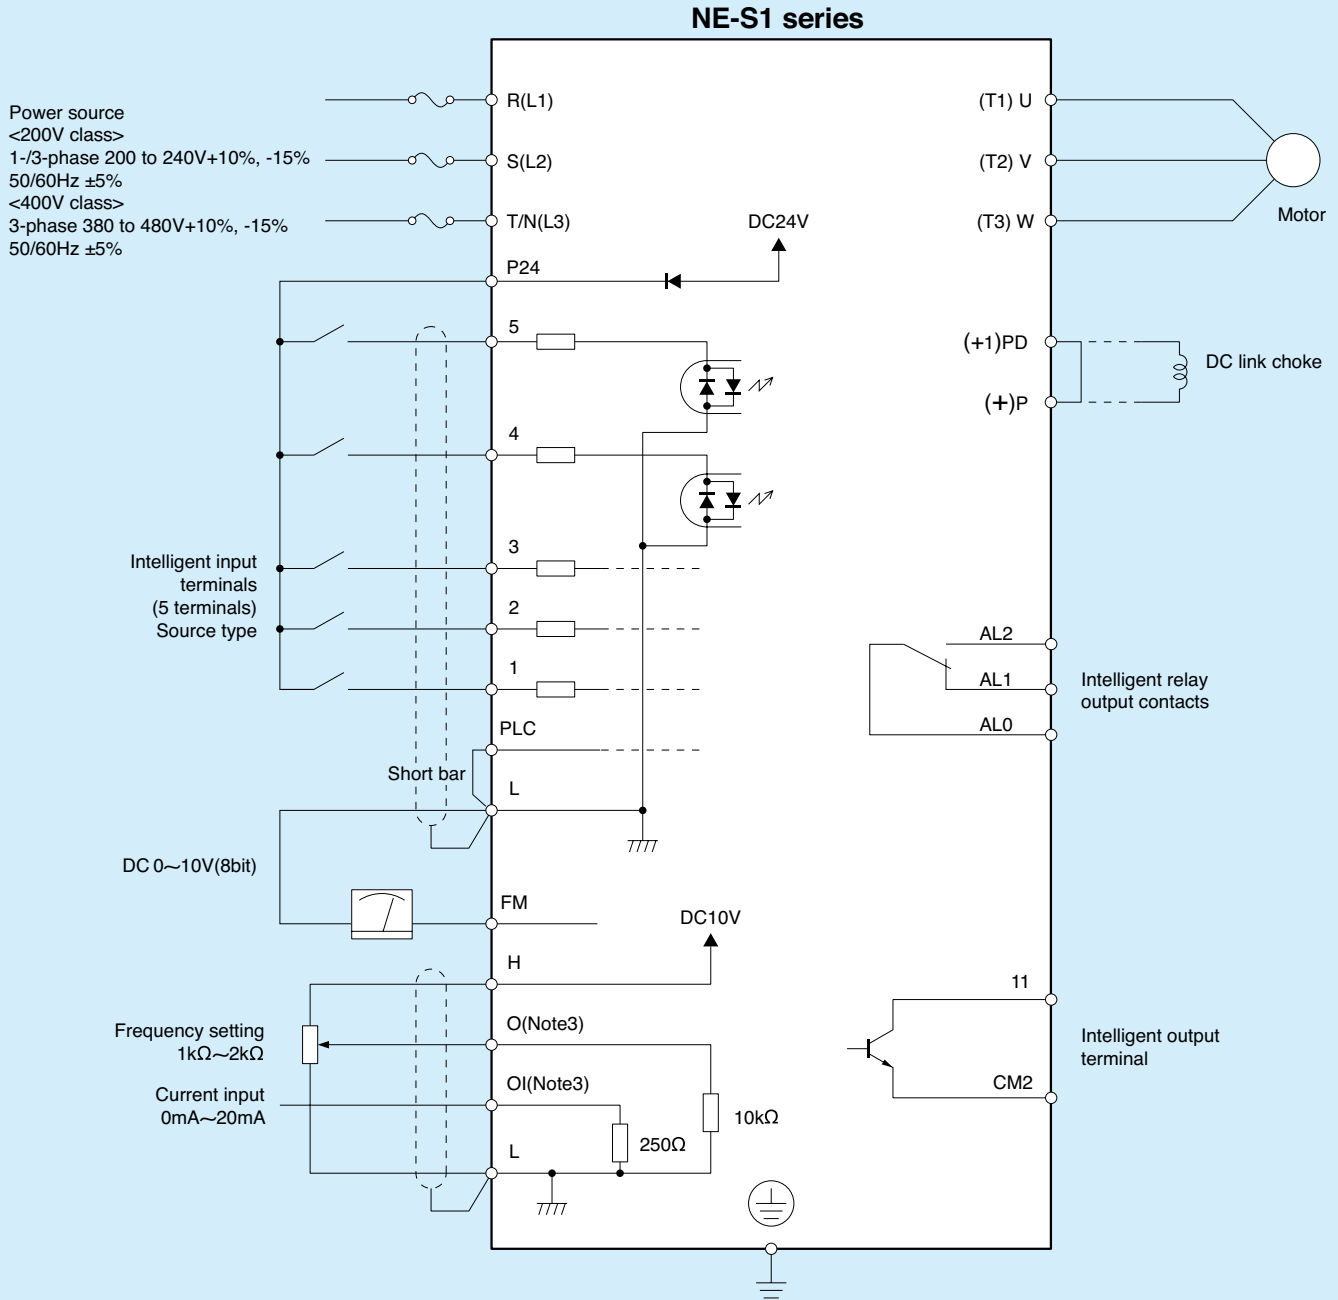 NE-S1 series
Power source
<200V class>
1-/3-phase 200 to 240V+10%, -15%
50/60Hz ±5%
<400V class>
3-phase 380 to 480V+10%, -15%
50/60Hz ±5%
R(L1)
S(L2)
T/N(L3)
(T1) U
(T2) V
(T3) W
Motor
DC24V
P24
5
4
3
2
1
PLC
L
Intelligent input
terminals
(5 terminals)
Source type
Short bar
(+1)PD
(+)P
DC link choke
AL2
AL1
AL0
Intelligent relay
output contacts
DC 0～10V(8bit)
FM
DC10V
H
O(Note3)
OI(Note3)
L
Frequency setting
1kΩ～2kΩ
Current input
0mA～20mA
10kΩ
250Ω
11
CM2
Intelligent output
terminal